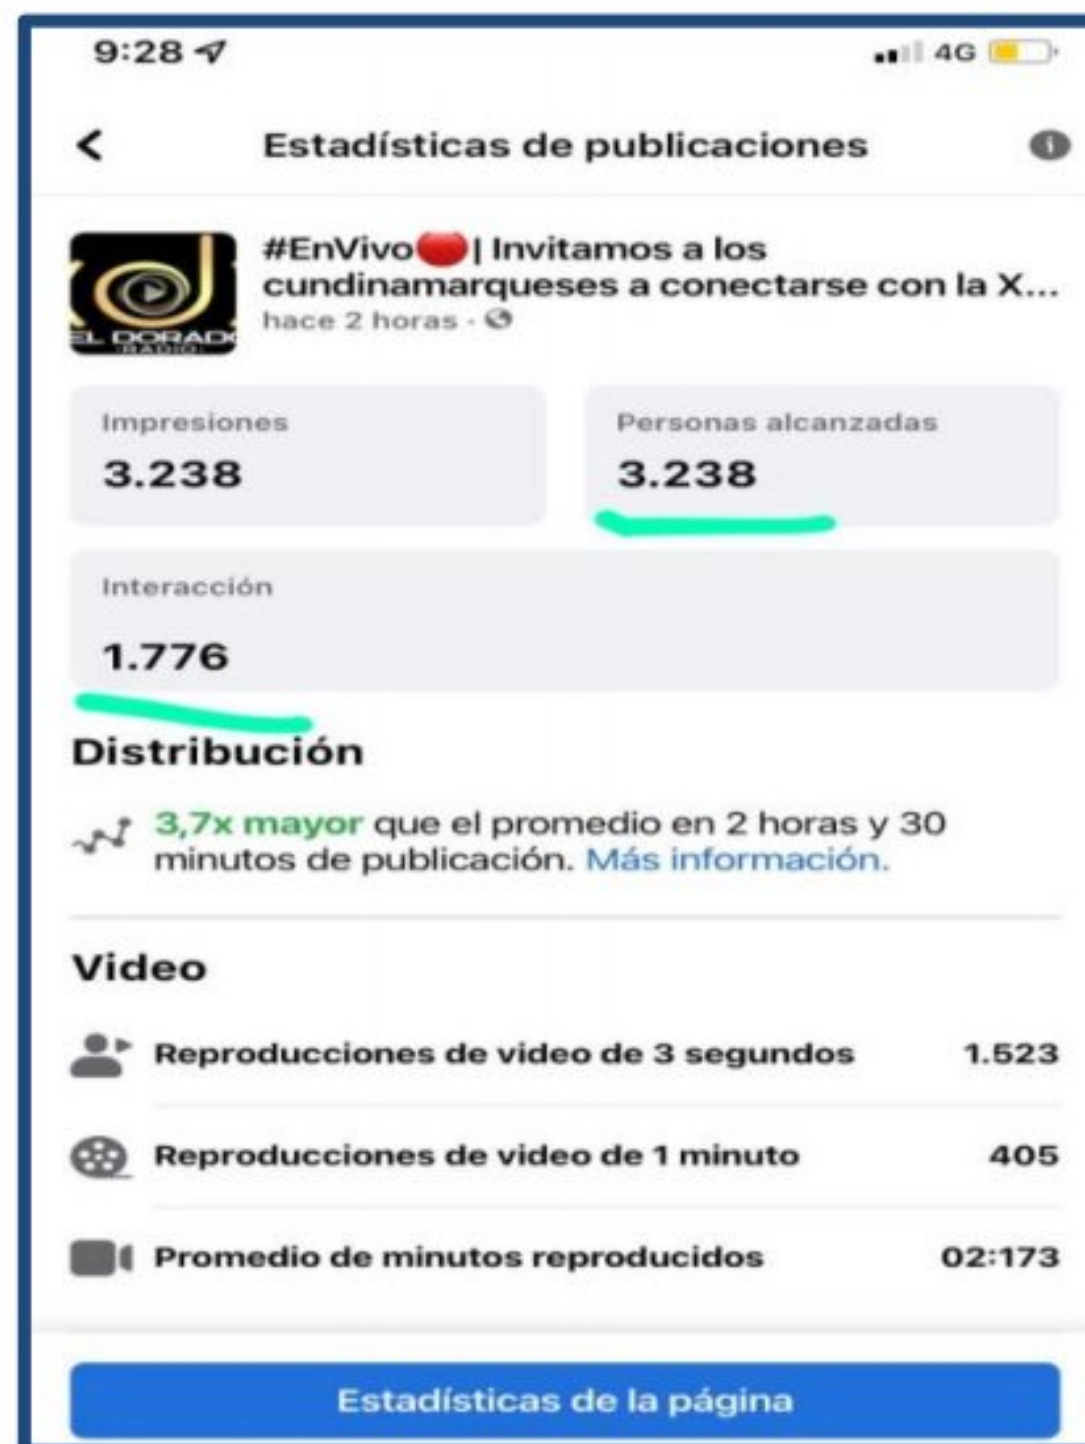 9:28
4G
Estadísticas de publicaciones
#EnVivo🔴| Invitamos a los
cundinamarqueses a conectarse con la X...
hace 2 horas ·
EL DORADO
·RADIO·
Impresiones
3.238
Personas alcanzadas
3.238
Interacción
1.776
Distribución
3,7x mayor que el promedio en 2 horas y 30
minutos de publicación. Más información.
Video
Reproducciones de video de 3 segundos 1.523
Reproducciones de video de 1 minuto 405
Promedio de minutos reproducidos 02:173
Estadísticas de la página